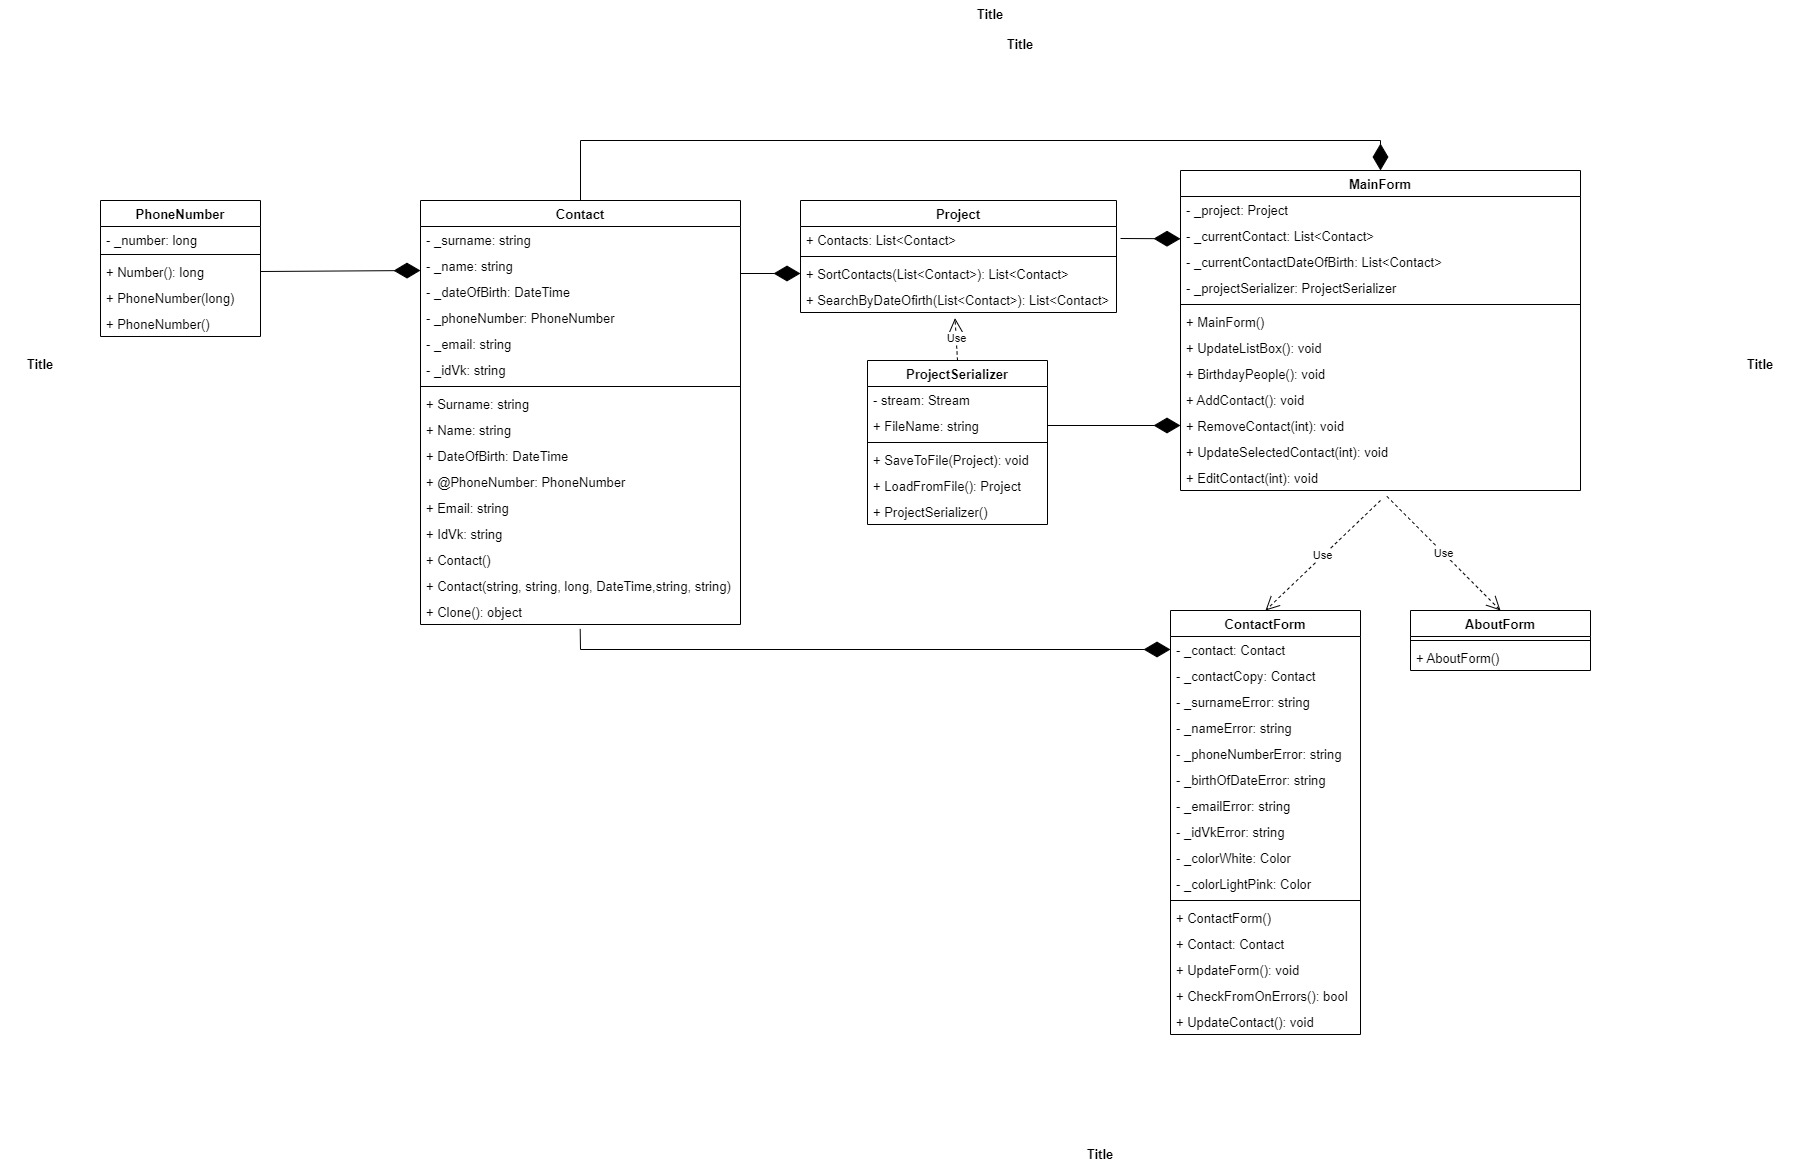 Title
Title
PhoneNumber
- _number: long
+ Number(): long
+ PhoneNumber(long)
+ PhoneNumber()
Contact
- _surname: string
- _name: string
- _dateOfBirth: DateTime
- _phoneNumber: PhoneNumber
- _email: string
- _idVk: string
+ Surname: string
+ Name: string
+ DateOfBirth: DateTime
+ @PhoneNumber: PhoneNumber
+ Email: string
+ IdVk: string
+ Contact()
+ Contact(string, string, long, DateTime,string, string)
+ Clone(): object
Project
+ Contacts: List<Contact>
+ SortContacts(List<Contact>): List<Contact>
+ SearchByDateOfirth(List<Contact>): List<Contact>
Use
ProjectSerializer
- stream: Stream
+ FileName: string
+ SaveToFile(Project): void
+ LoadFromFile(): Project
+ ProjectSerializer()
MainForm
- _project: Project
- _currentContact: List<Contact>
- _currentContactDateOfBirth: List<Contact>
- _projectSerializer: ProjectSerializer
+ MainForm()
+ UpdateListBox(): void
+ BirthdayPeople(): void
+ AddContact(): void
+ RemoveContact(int): void
+ UpdateSelectedContact(int): void
+ EditContact(int): void
Title
Title
Use
Use
ContactForm
- _contact: Contact
- _contactCopy: Contact
- _surnameError: string
- _nameError: string
- _phoneNumberError: string
- _birthOfDateError: string
- _emailError: string
- _idVkError: string
- _colorWhite: Color
- _colorLightPink: Color
+ ContactForm()
+ Contact: Contact
+ UpdateForm(): void
+ CheckFromOnErrors(): bool
+ UpdateContact(): void
AboutForm
+ AboutForm()
Title